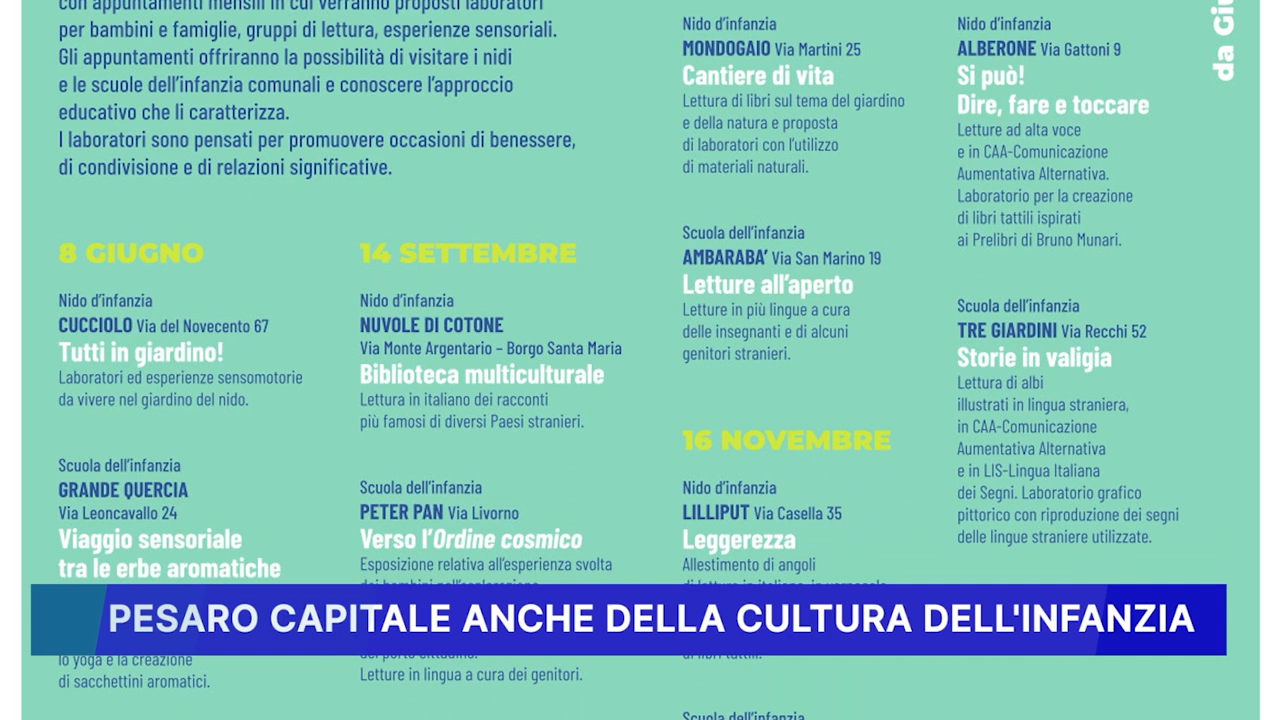 con appuntamenti mensili in cui verranno proposti laboratori
per bambini e famiglie, gruppi di lettura, esperienze sensoriali.
Gli appuntamenti offriranno la possibilità di visitare i nidi
e le scuole dell'infanzia comunali e conoscere l'approccio
educativo che li caratterizza.
I laboratori sono pensati per promuovere occasioni di benessere,
di condivisione e di relazioni significative.
8 GIUGNO
Nido d'infanzia
CUCCIOLO Via del Novecento 67
Tutti in giardino!
Laboratori ed esperienze sensomotorie
da vivere nel giardino del nido.
Scuola dell'infanzia
GRANDE QUERCIA
Via Leoncavallo 24
Viaggio sensoriale
tra le erbe aromatiche
lo yoga e la creazione
di sacchettini aromatici.
14 SETTEMBRE
Nido d'infanzia
NUVOLE DI COTONE
Via Monte Argentario – Borgo Santa Maria
Biblioteca multiculturale
Lettura in italiano dei racconti
più famosi di diversi Paesi stranieri.
Scuola dell'infanzia
PETER PAN Via Livorno
Verso l'Ordine cosmico
Esposizione relativa all'esperienza svolta
Letture in lingua a cura dei genitori.
Nido d'infanzia
MONDOGAIO Via Martini 25
Cantiere di vita
Lettura di libri sul tema del giardino
e della natura e proposta
di laboratori con l'utilizzo
di materiali naturali.
Scuola dell'infanzia
AMBARABA' Via San Marino 19
Letture all'aperto
Letture in più lingue a cura
delle insegnanti e di alcuni
genitori stranieri.
16 NOVEMBRE
Nido d'infanzia
LILLIPUT Via Casella 35
Leggerezza
Allestimento di angoli
di libri tattili.
Scuola dell'infanzia
Nido d'infanzia
ALBERONE Via Gattoni 9
Si può!
Dire, fare e toccare
Letture ad alta voce
e in CAA-Comunicazione
Aumentativa Alternativa.
Laboratorio per la creazione
di libri tattili ispirati
ai Prelibri di Bruno Munari.
Scuola dell'infanzia
TRE GIARDINI Via Recchi 52
Storie in valigia
Lettura di albi
illustrati in lingua straniera,
in CAA-Comunicazione
Aumentativa Alternativa
e in LIS-Lingua Italiana
dei Segni. Laboratorio grafico
pittorico con riproduzione dei segni
delle lingue straniere utilizzate.
da Giu
PESARO CAPITALE ANCHE DELLA CULTURA DELL'INFANZIA